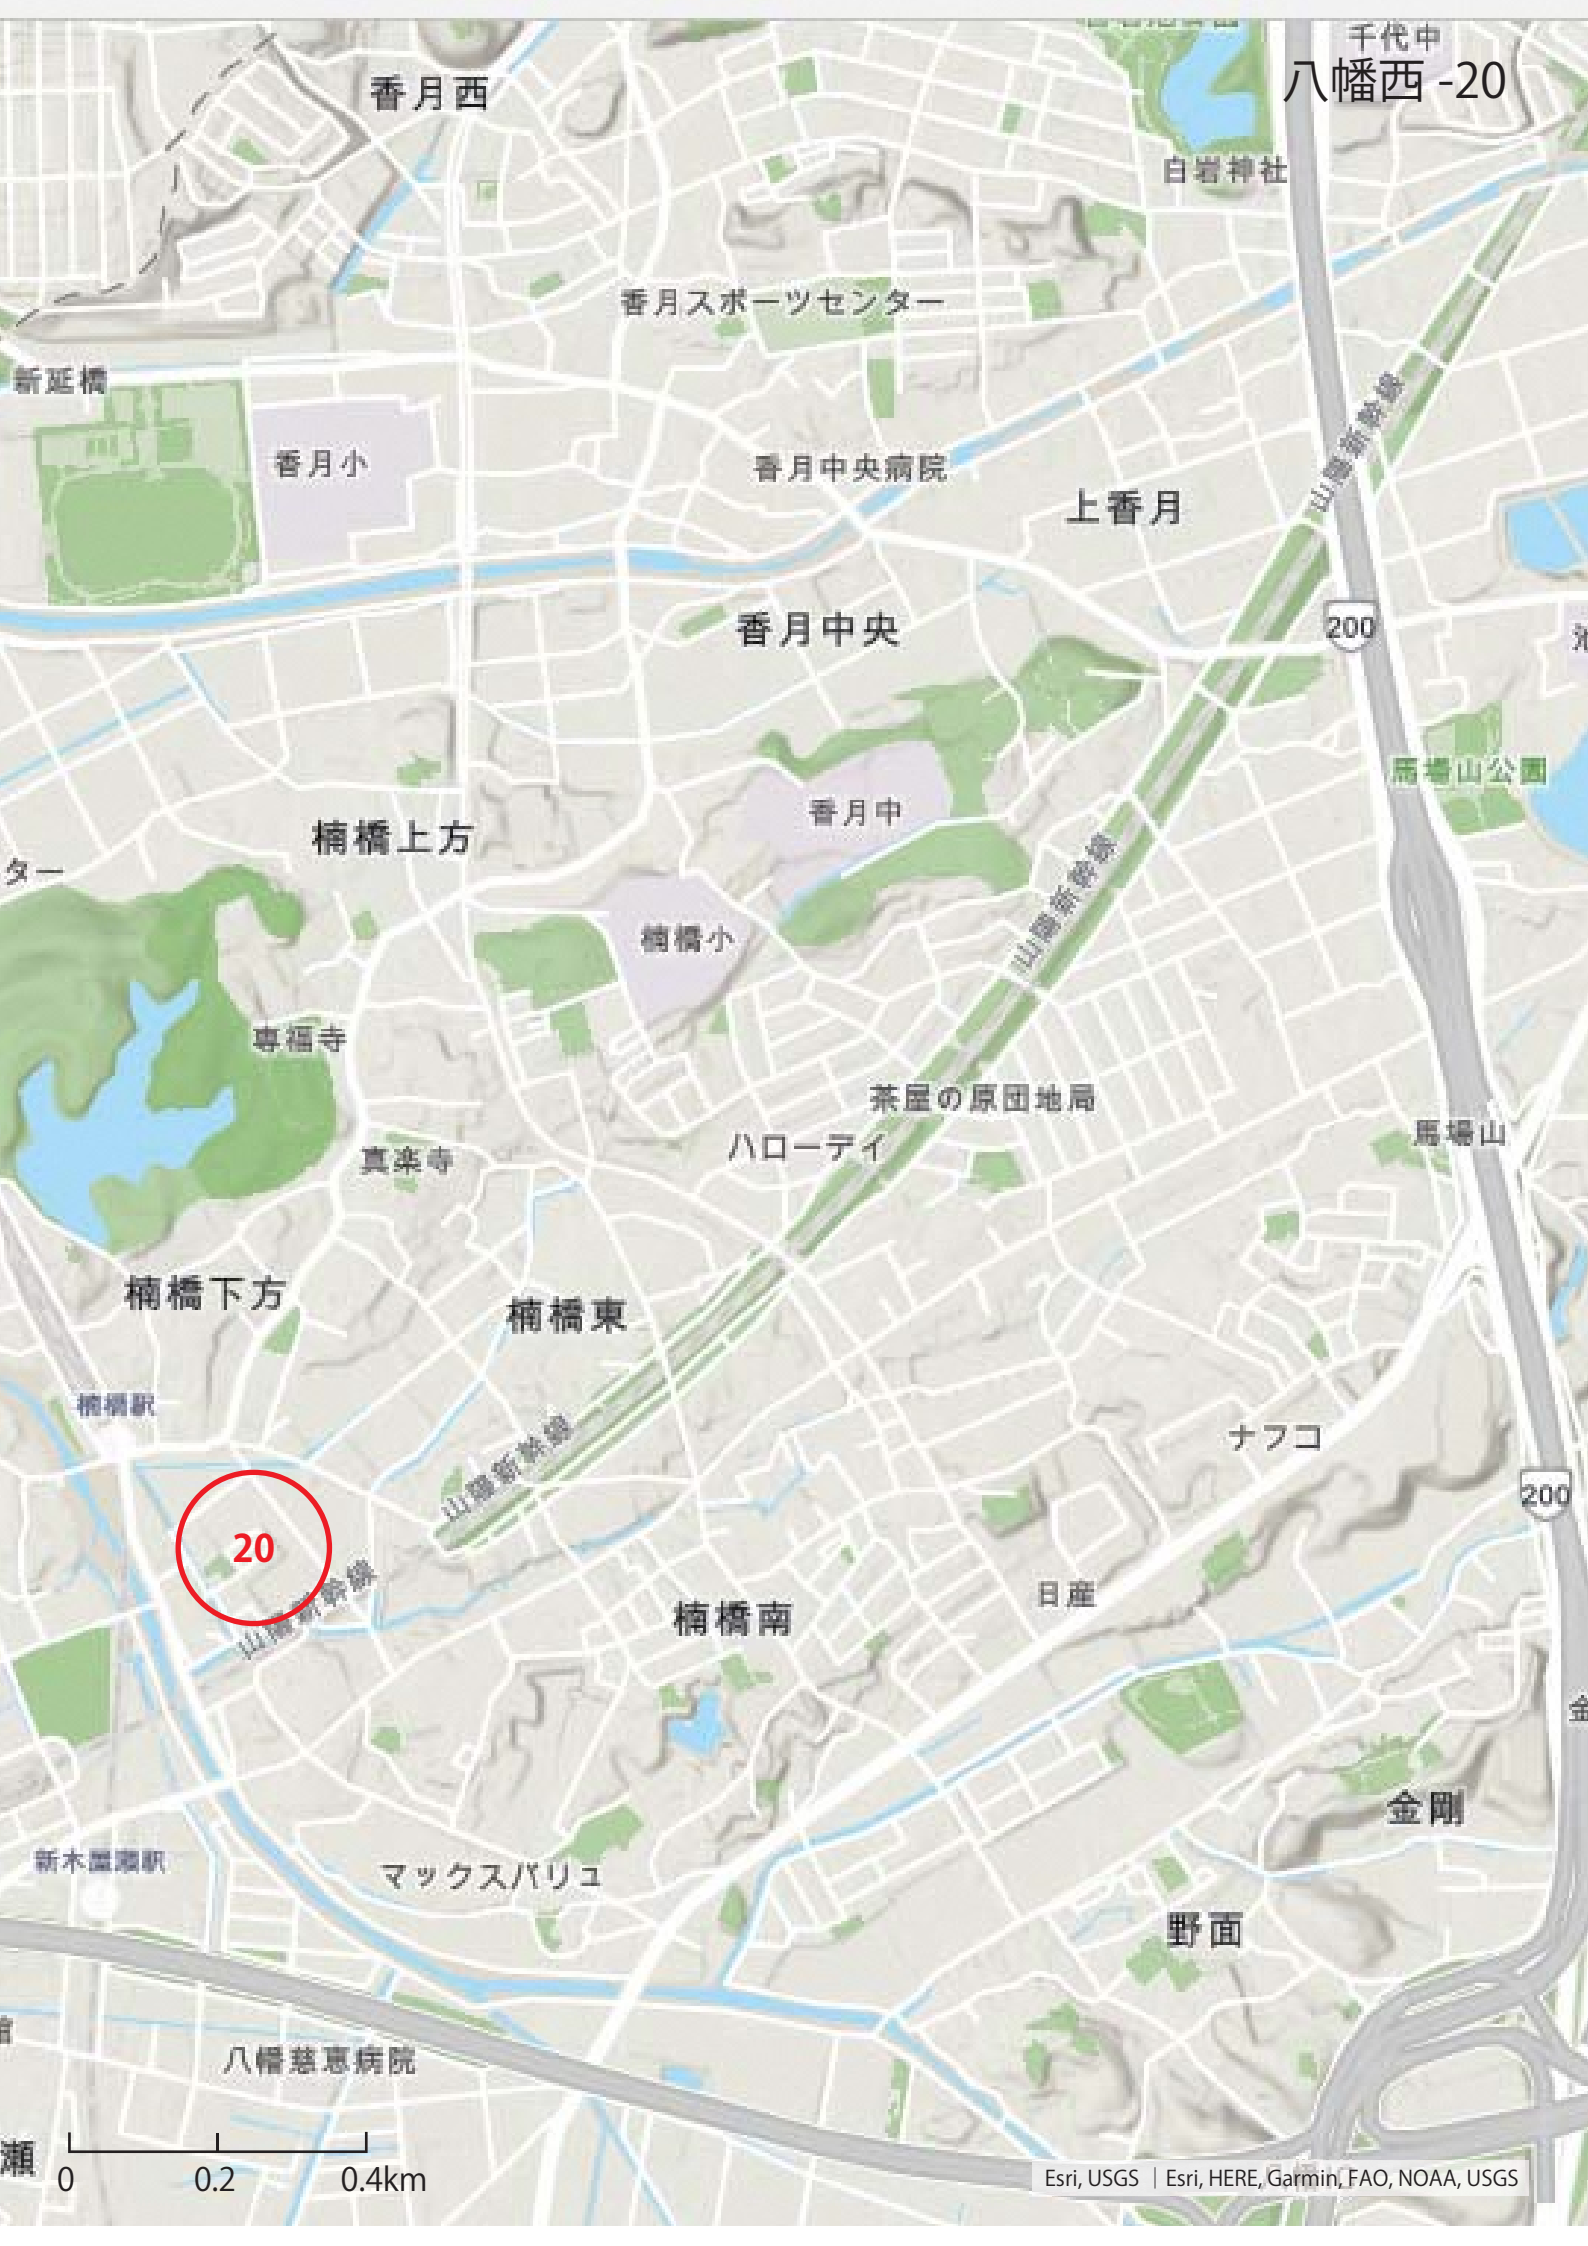 千代中
八幡西 -20
香月西
白岩神社
香月スポーツセンター
新延橋
山陽新幹線
香月小
香月中央病院
上香月
200
香月中央
馬場山公園
香月中
楠橋上方
ター
山陽新幹線
楠橋小
専福寺
茶屋の原団地局
馬場山
ハローデイ
真楽寺
楠橋下方
楠橋東
楠橋駅
ナフコ
山陽新幹線
200
20
山陽新幹線
日産
楠橋南
金
金剛
新木屋瀬駅
マックスバリュ
野面
八幡慈恵病院
瀬
0 0.2 0.4km
Esri, USGS | Esri, HERE, Garmin, FAO, NOAA, USGS